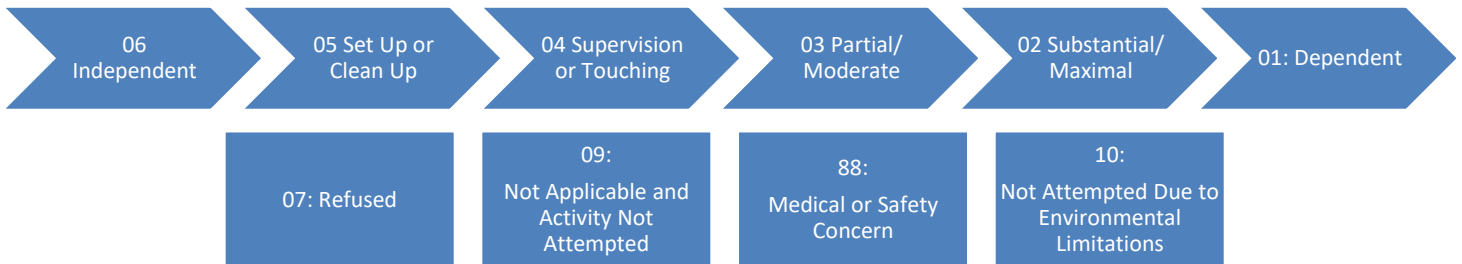 06
Independent
05 Set Up or
Clean Up
04 Supervision
or Touching
03 Partial/
Moderate
02 Substantial/
Maximal
01: Dependent
07: Refused
09:
Not Applicable and
Activity Not
Attempted
88:
Medical or Safety
Concern
10:
Not Attempted Due to
Environmental
Limitations